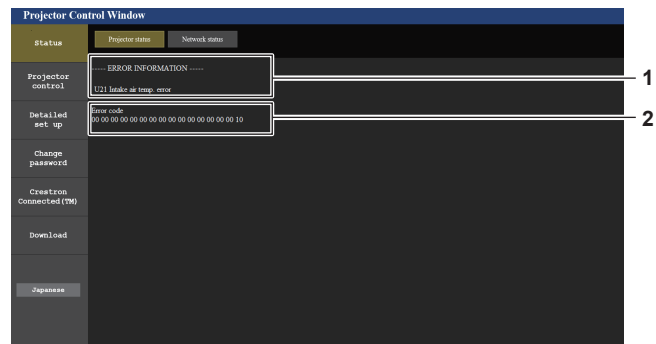 Projector Control Window
Status
Projector status
Network status
----- ERROR INFORMATION -----
U21 Intake air temp. error
1
Error code
00 00 00 00 00 00 00 00 00 00 00 00 00 00 00 10
2
Projector
control
Detailed
set up
Change
password
Crestron
Connected(TM)
Download
Japanese